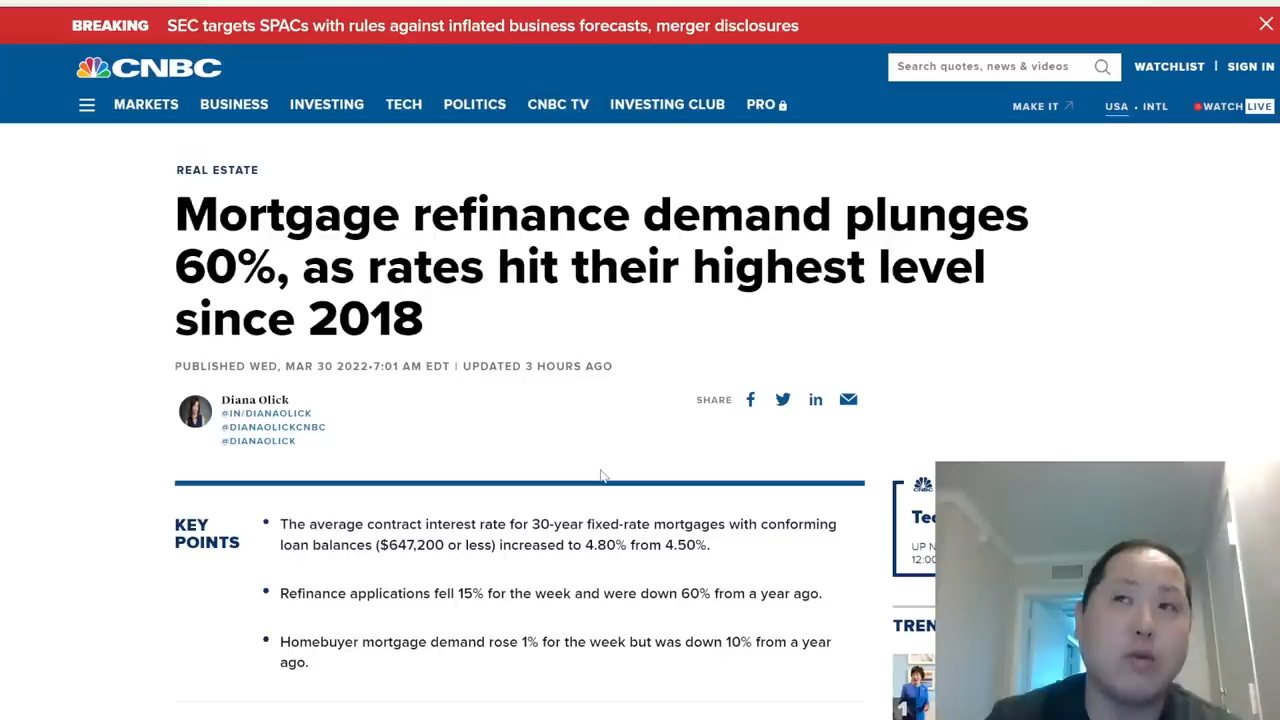 BREAKING SEC targets SPACs with rules against inflated business forecasts, merger disclosures
CNBC
Search quotes, news & videos
WATCHLIST | SIGN IN
MARKETS BUSINESS INVESTING TECH POLITICS CNBC TV INVESTING CLUB PRO
MAKE IT USA • INTL WATCH LIVE
REAL ESTATE
Mortgage refinance demand plunges
60%, as rates hit their highest level
since 2018
PUBLISHED WED, MAR 30 2022•7:01 AM EDT | UPDATED 3 HOURS AGO
Diana Olick
@IN/DIANAOLICK
@DIANAOLICKCNBC
@DIANAOLICK
SHARE
KEY
POINTS
• The average contract interest rate for 30-year fixed-rate mortgages with conforming
loan balances ($647,200 or less) increased to 4.80% from 4.50%.
• Refinance applications fell 15% for the week and were down 60% from a year ago.
• Homebuyer mortgage demand rose 1% for the week but was down 10% from a year
ago.
CNBC
UP N
12:00